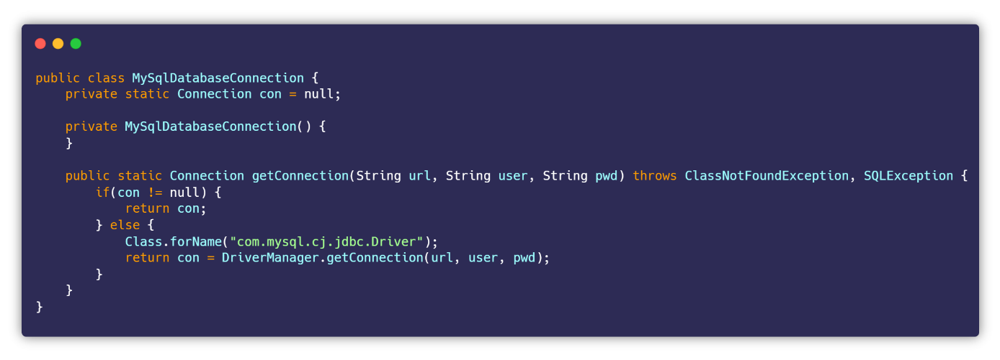 public class MySqlDatabaseConnection {
    private static Connection con = null;

    private MySqlDatabaseConnection() {
    }

    public static Connection getConnection(String url, String user, String pwd) throws ClassNotFoundException, SQLException {
        if(con != null) {
            return con;
        } else {
            Class.forName("com.mysql.cj.jdbc.Driver");
            return con = DriverManager.getConnection(url, user, pwd);
        }
    }
}